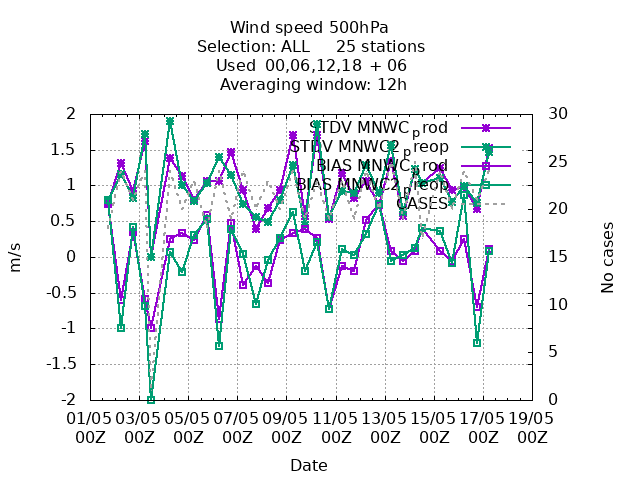 Wind speed 500hPa
Selection: ALL 25 stations
Used 00,06,12,18 + 06
Averaging window: 12h
2
1.5
1
0.5
0
-0.5
-1
-1.5
-2
30
25
20
15
10
5
0
STDV MNWC_prod
STDV MNWC2_preop
BIAS MNWC_prod
BIAS MNWC2_preop
CASES
m/s
No cases
01/05 03/05 05/05 07/05 09/05 11/05 13/05 15/05 17/05 19/05
00Z 00Z 00Z 00Z 00Z 00Z 00Z 00Z 00Z 00Z
Date